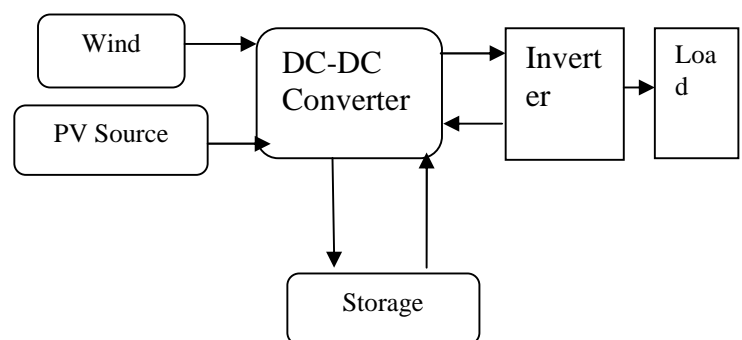 Wind
PV Source
DC-DC
Converter
Invert
er
Loa
d
Storage